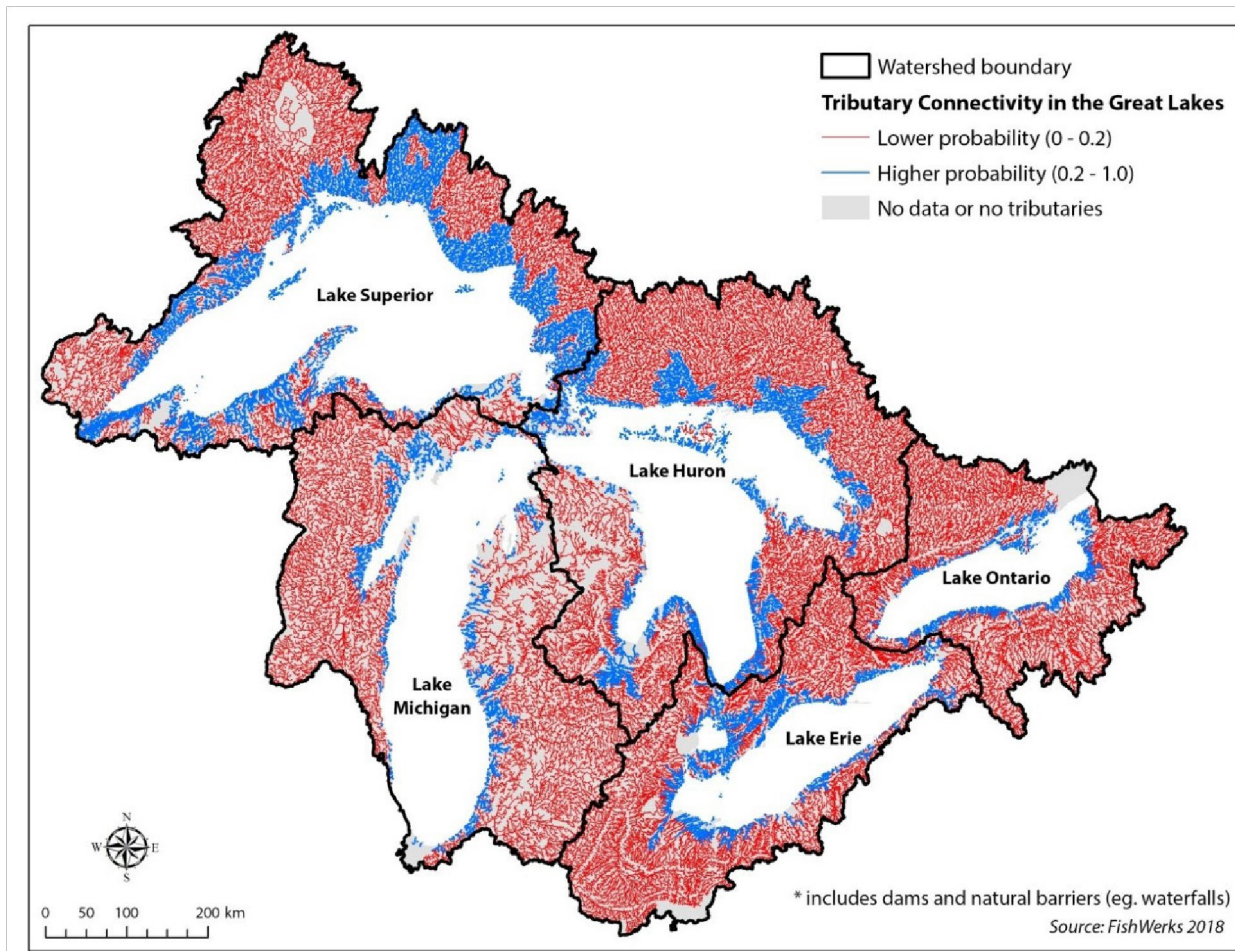 Watershed boundary
Tributary Connectivity in the Great Lakes
Lower probability (0 - 0.2)
Higher probability (0.2 - 1.0)
No data or no tributaries
Lake Superior
Lake Huron
Lake Ontario
Lake
Michigan
Lake Erie
N
W E
S
0 50 100 200 km
* includes dams and natural barriers (eg. waterfalls)
Source: FishWerks 2018